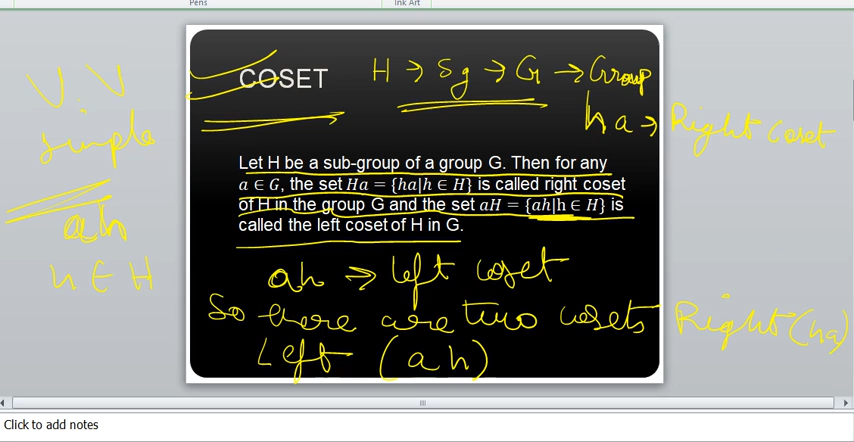 Pens
Ink Art
V.V
simple
ah
h ∈ H
COSET
H → Sg → G → Group
ha → Right coset
Let H be a sub-group of a group G. Then for any
a ∈ G, the set Ha = {ha|h ∈ H} is called right coset
of H in the group G and the set aH = {ah|h ∈ H} is
called the left coset of H in G.
ah ⇒ left coset
So there are two cosets Right (ha)
Left (ah)
Click to add notes